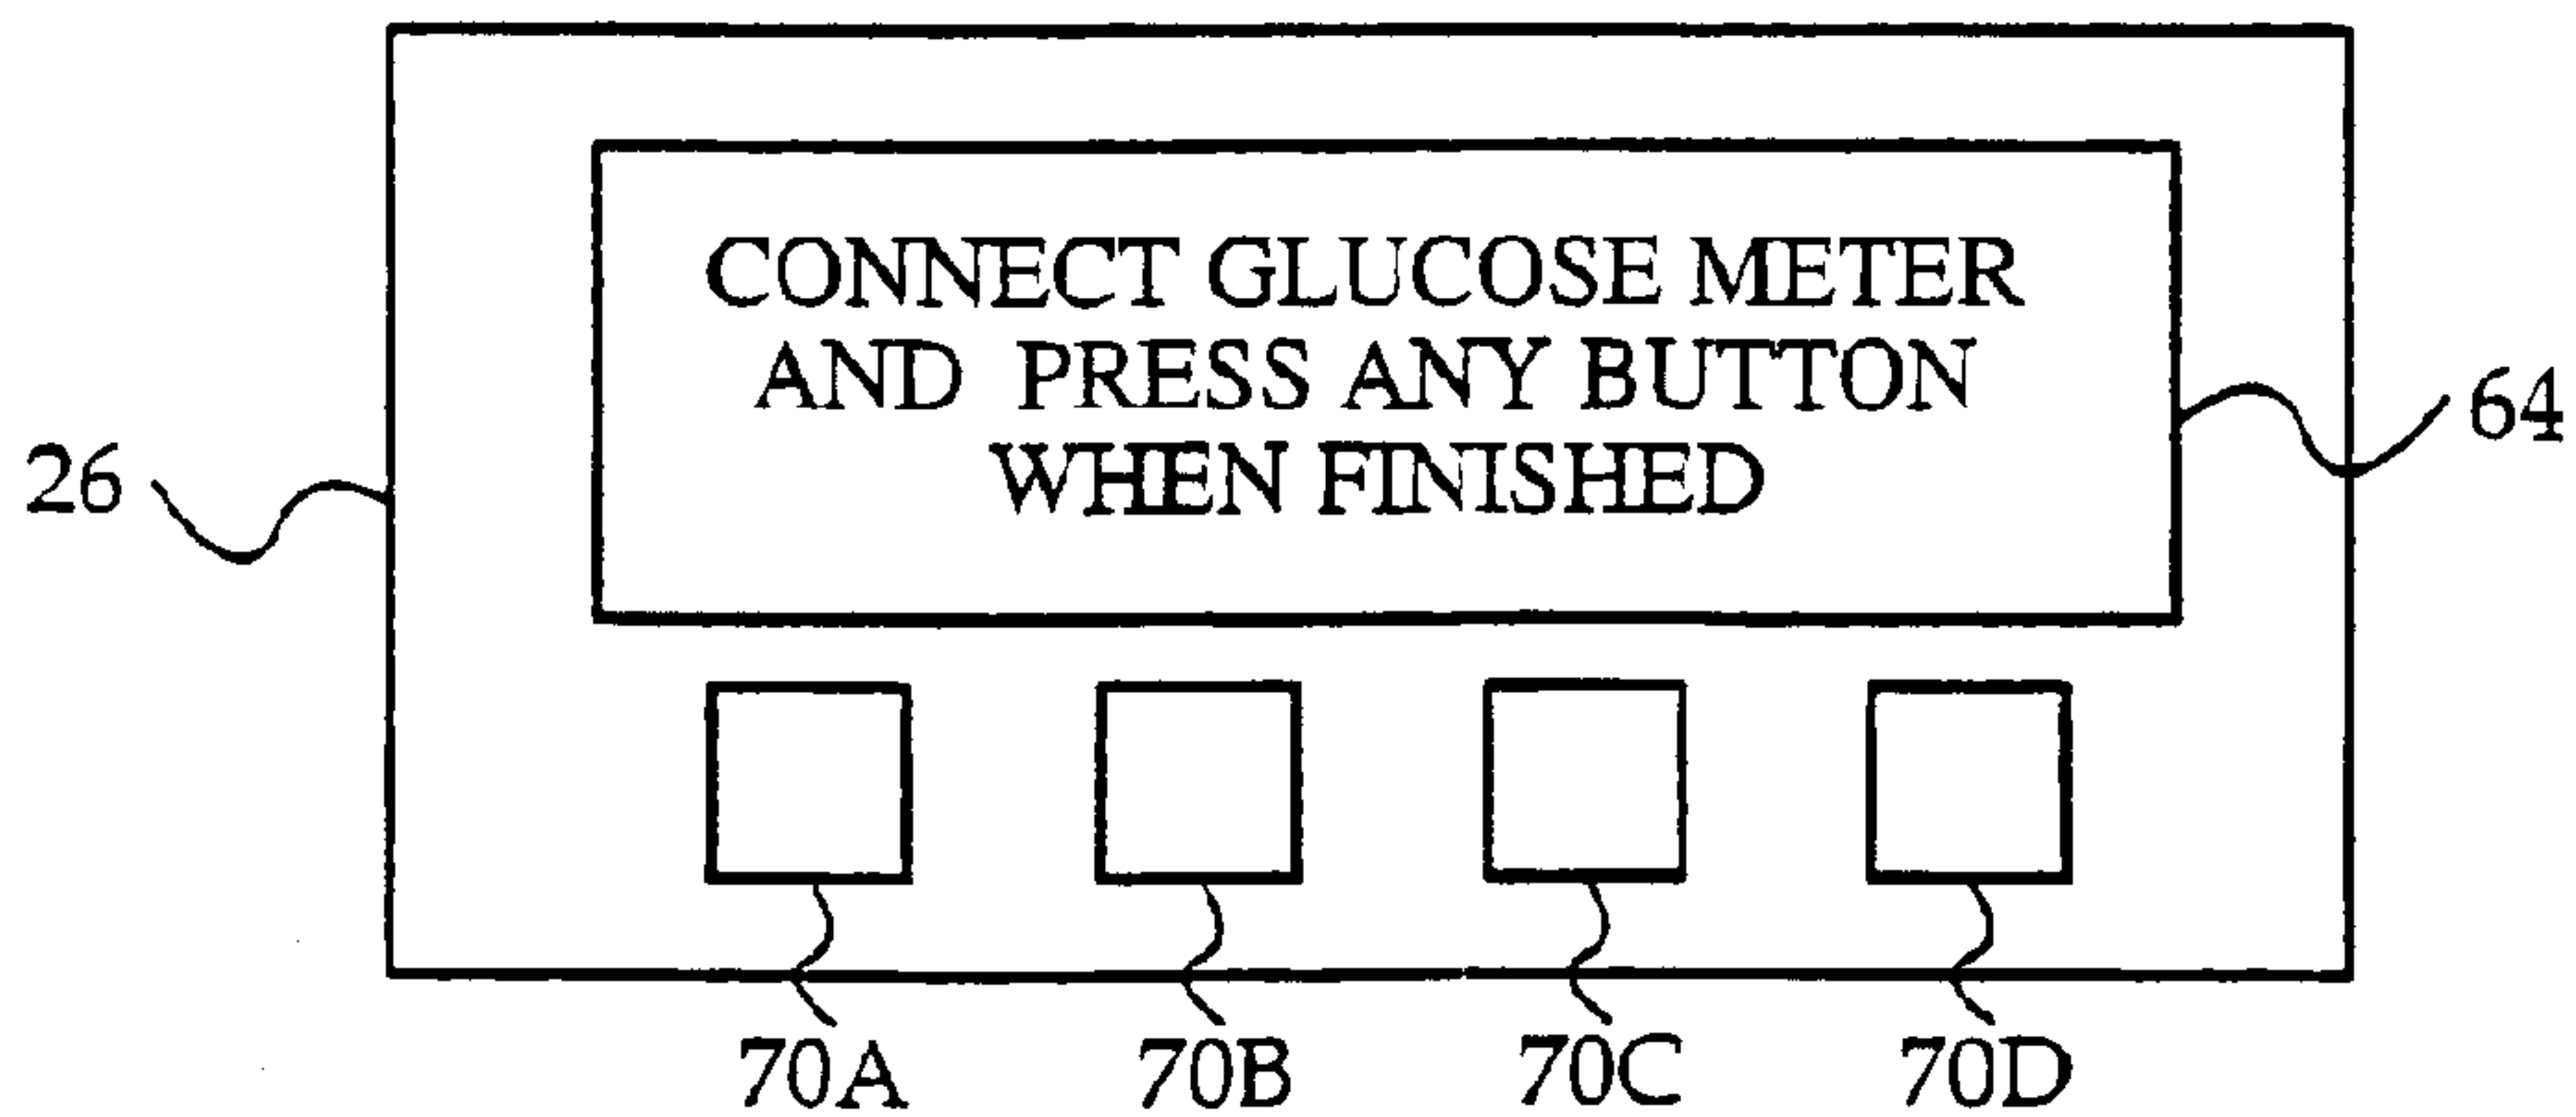 CONNECT GLUCOSE METER
AND PRESS ANY BUTTON
WHEN FINISHED
64
26
70A 70B 70C 70D